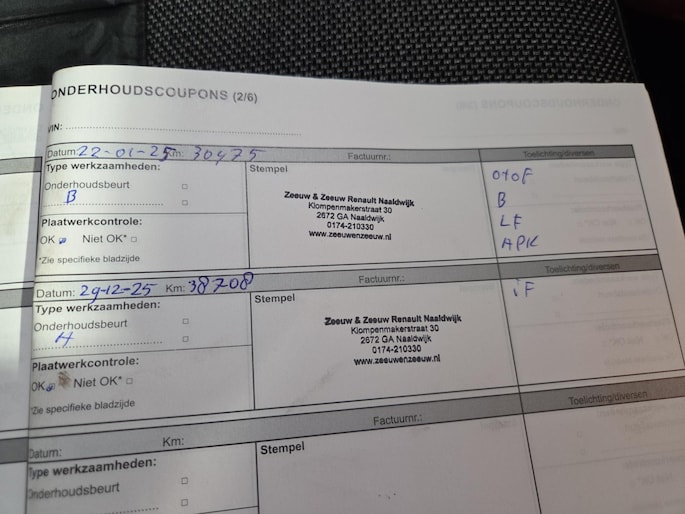 ONDERHOUDSCOUPONS (2/6)
VIN:
Datum: 22-01-25 Km: 30475 Factuurnr.: Toelichting/diversen
Type werkzaamheden: Stempel
Onderhoudsbeurt
B
Plaatwerkcontrole:
OK Niet OK*
*Zie specifieke bladzijde
Zeeuw & Zeeuw Renault Naaldwijk
Klompenmakerstraat 30
2672 GA Naaldwijk
0174-210330
www.zeeuwenzeeuw.nl
OYOF
B
LF
APK
Datum: 29-12-25 Km: 38708 Factuurnr.: Toelichting/diversen
Type werkzaamheden: Stempel
Onderhoudsbeurt
H
Plaatwerkcontrole:
OK Niet OK*
*Zie specifieke bladzijde
Zeeuw & Zeeuw Renault Naaldwijk
Klompenmakerstraat 30
2672 GA Naaldwijk
0174-210330
www.zeeuwenzeeuw.nl
iF
Datum: Km: Factuurnr.: Toelichting/diversen
Type werkzaamheden: Stempel
Onderhoudsbeurt